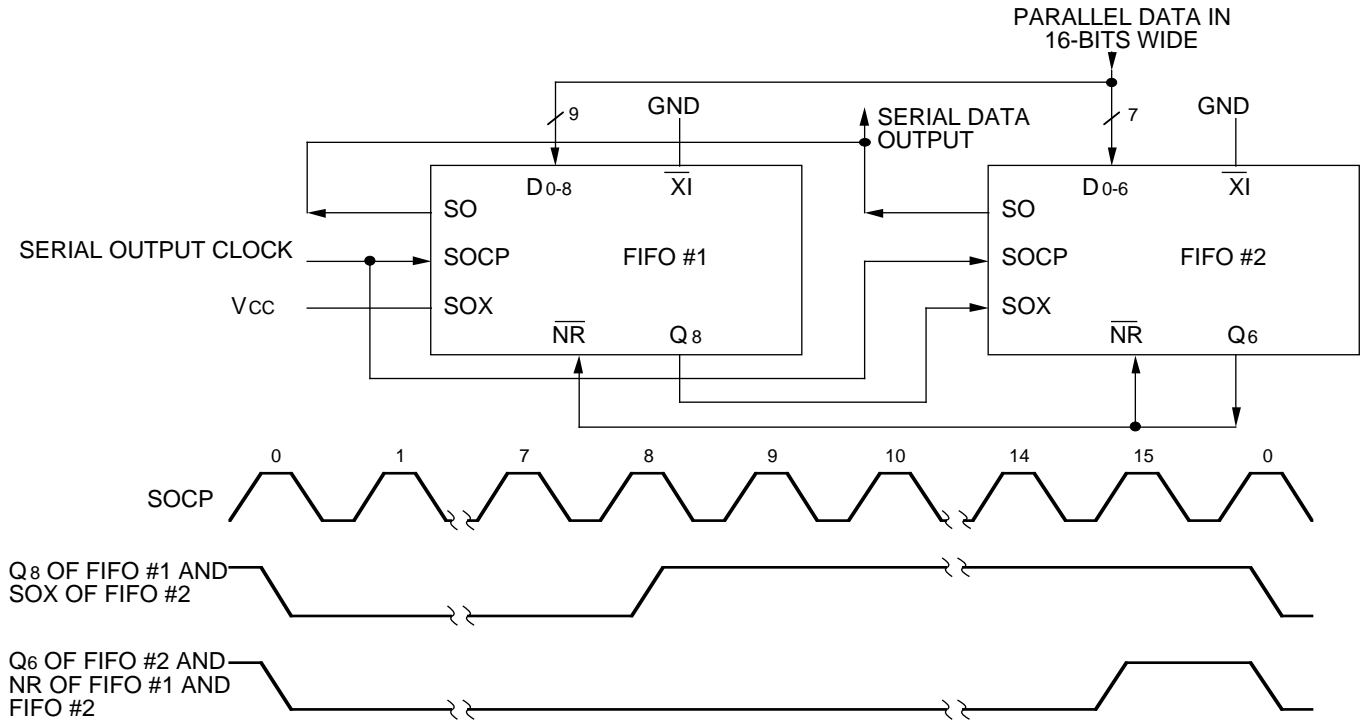 PARALLEL DATA IN
16-BITS WIDE
9
GND
SERIAL DATA
OUTPUT
7
GND
D0-8
XI
D0-6
XI
SO
SO
SERIAL OUTPUT CLOCK
SOCP
FIFO #1
SOCP
FIFO #2
VCC
SOX
SOX
NR
Q8
NR
Q6
0 1 7 8 9 10 14 15 0
SOCP
Q8 OF FIFO #1 AND
SOX OF FIFO #2
Q6 OF FIFO #2 AND
NR OF FIFO #1 AND
FIFO #2